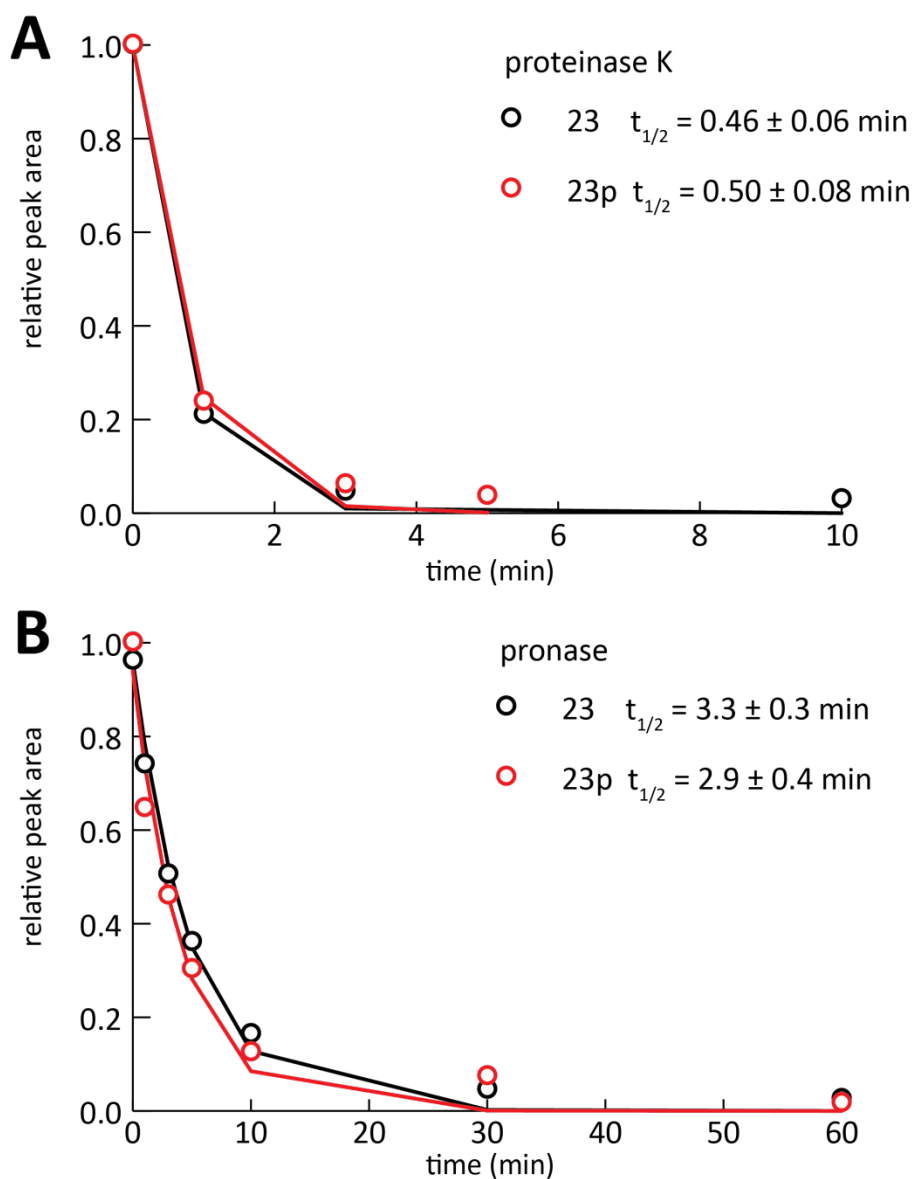 A
proteinase K
23 t1/2 = 0.46 ± 0.06 min
23p t1/2 = 0.50 ± 0.08 min
relative peak area
1.0
0.8
0.6
0.4
0.2
0.0
0 2 4 6 8 10
time (min)
B
pronase
23 t1/2 = 3.3 ± 0.3 min
23p t1/2 = 2.9 ± 0.4 min
relative peak area
1.0
0.8
0.6
0.4
0.2
0.0
0 10 20 30 40 50 60
time (min)